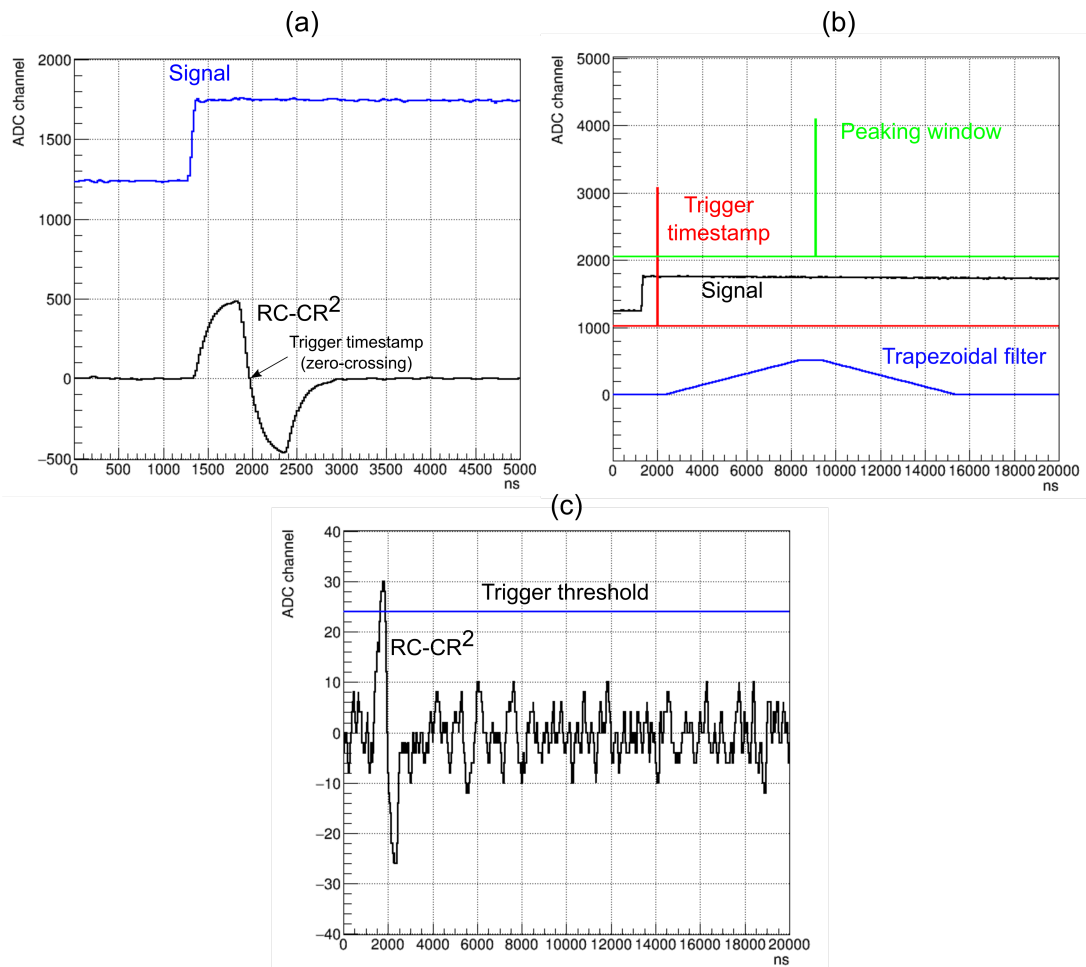 (a)
ADC channel
2000
1500
1000
500
0
−500
Signal
RC-CR²
Trigger timestamp
(zero-crossing)
0 500 1000 1500 2000 2500 3000 3500 4000 4500 5000
ns
(b)
ADC channel
5000
4000
3000
2000
1000
0
Peaking window
Trigger
timestamp
Signal
Trapezoidal filter
0 2000 4000 6000 8000 10000 12000 14000 16000 18000 20000
ns
(c)
ADC channel
40
30
20
10
0
−10
−20
−30
−40
Trigger threshold
RC-CR²
0 2000 4000 6000 8000 10000 12000 14000 16000 18000 20000
ns